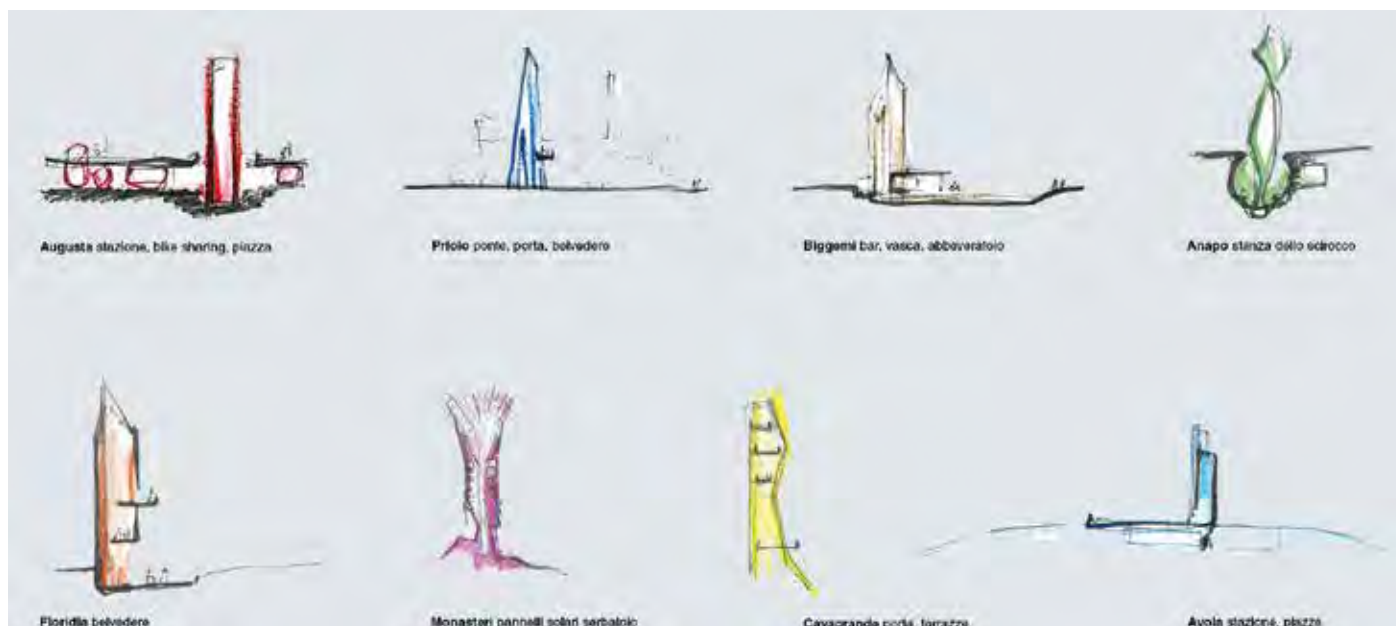 Augusta stazione, bike sharing, piazza
Priolo ponte, porta, belvedere
Biggemi bar, vasca, abbeveratoio
Anapo stanza dello scirocco
Floridia belvedere
Monasteri pannelli solari serbatoio
Cavagrande porta, terrazze
Avola stazione, piazza